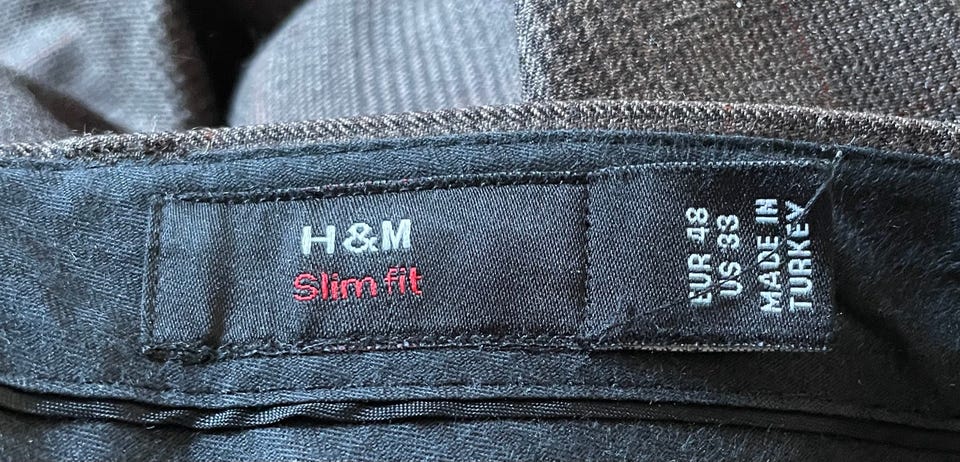 H&M
Slim fit
EUR 48
US 33
MADE IN
TURKEY